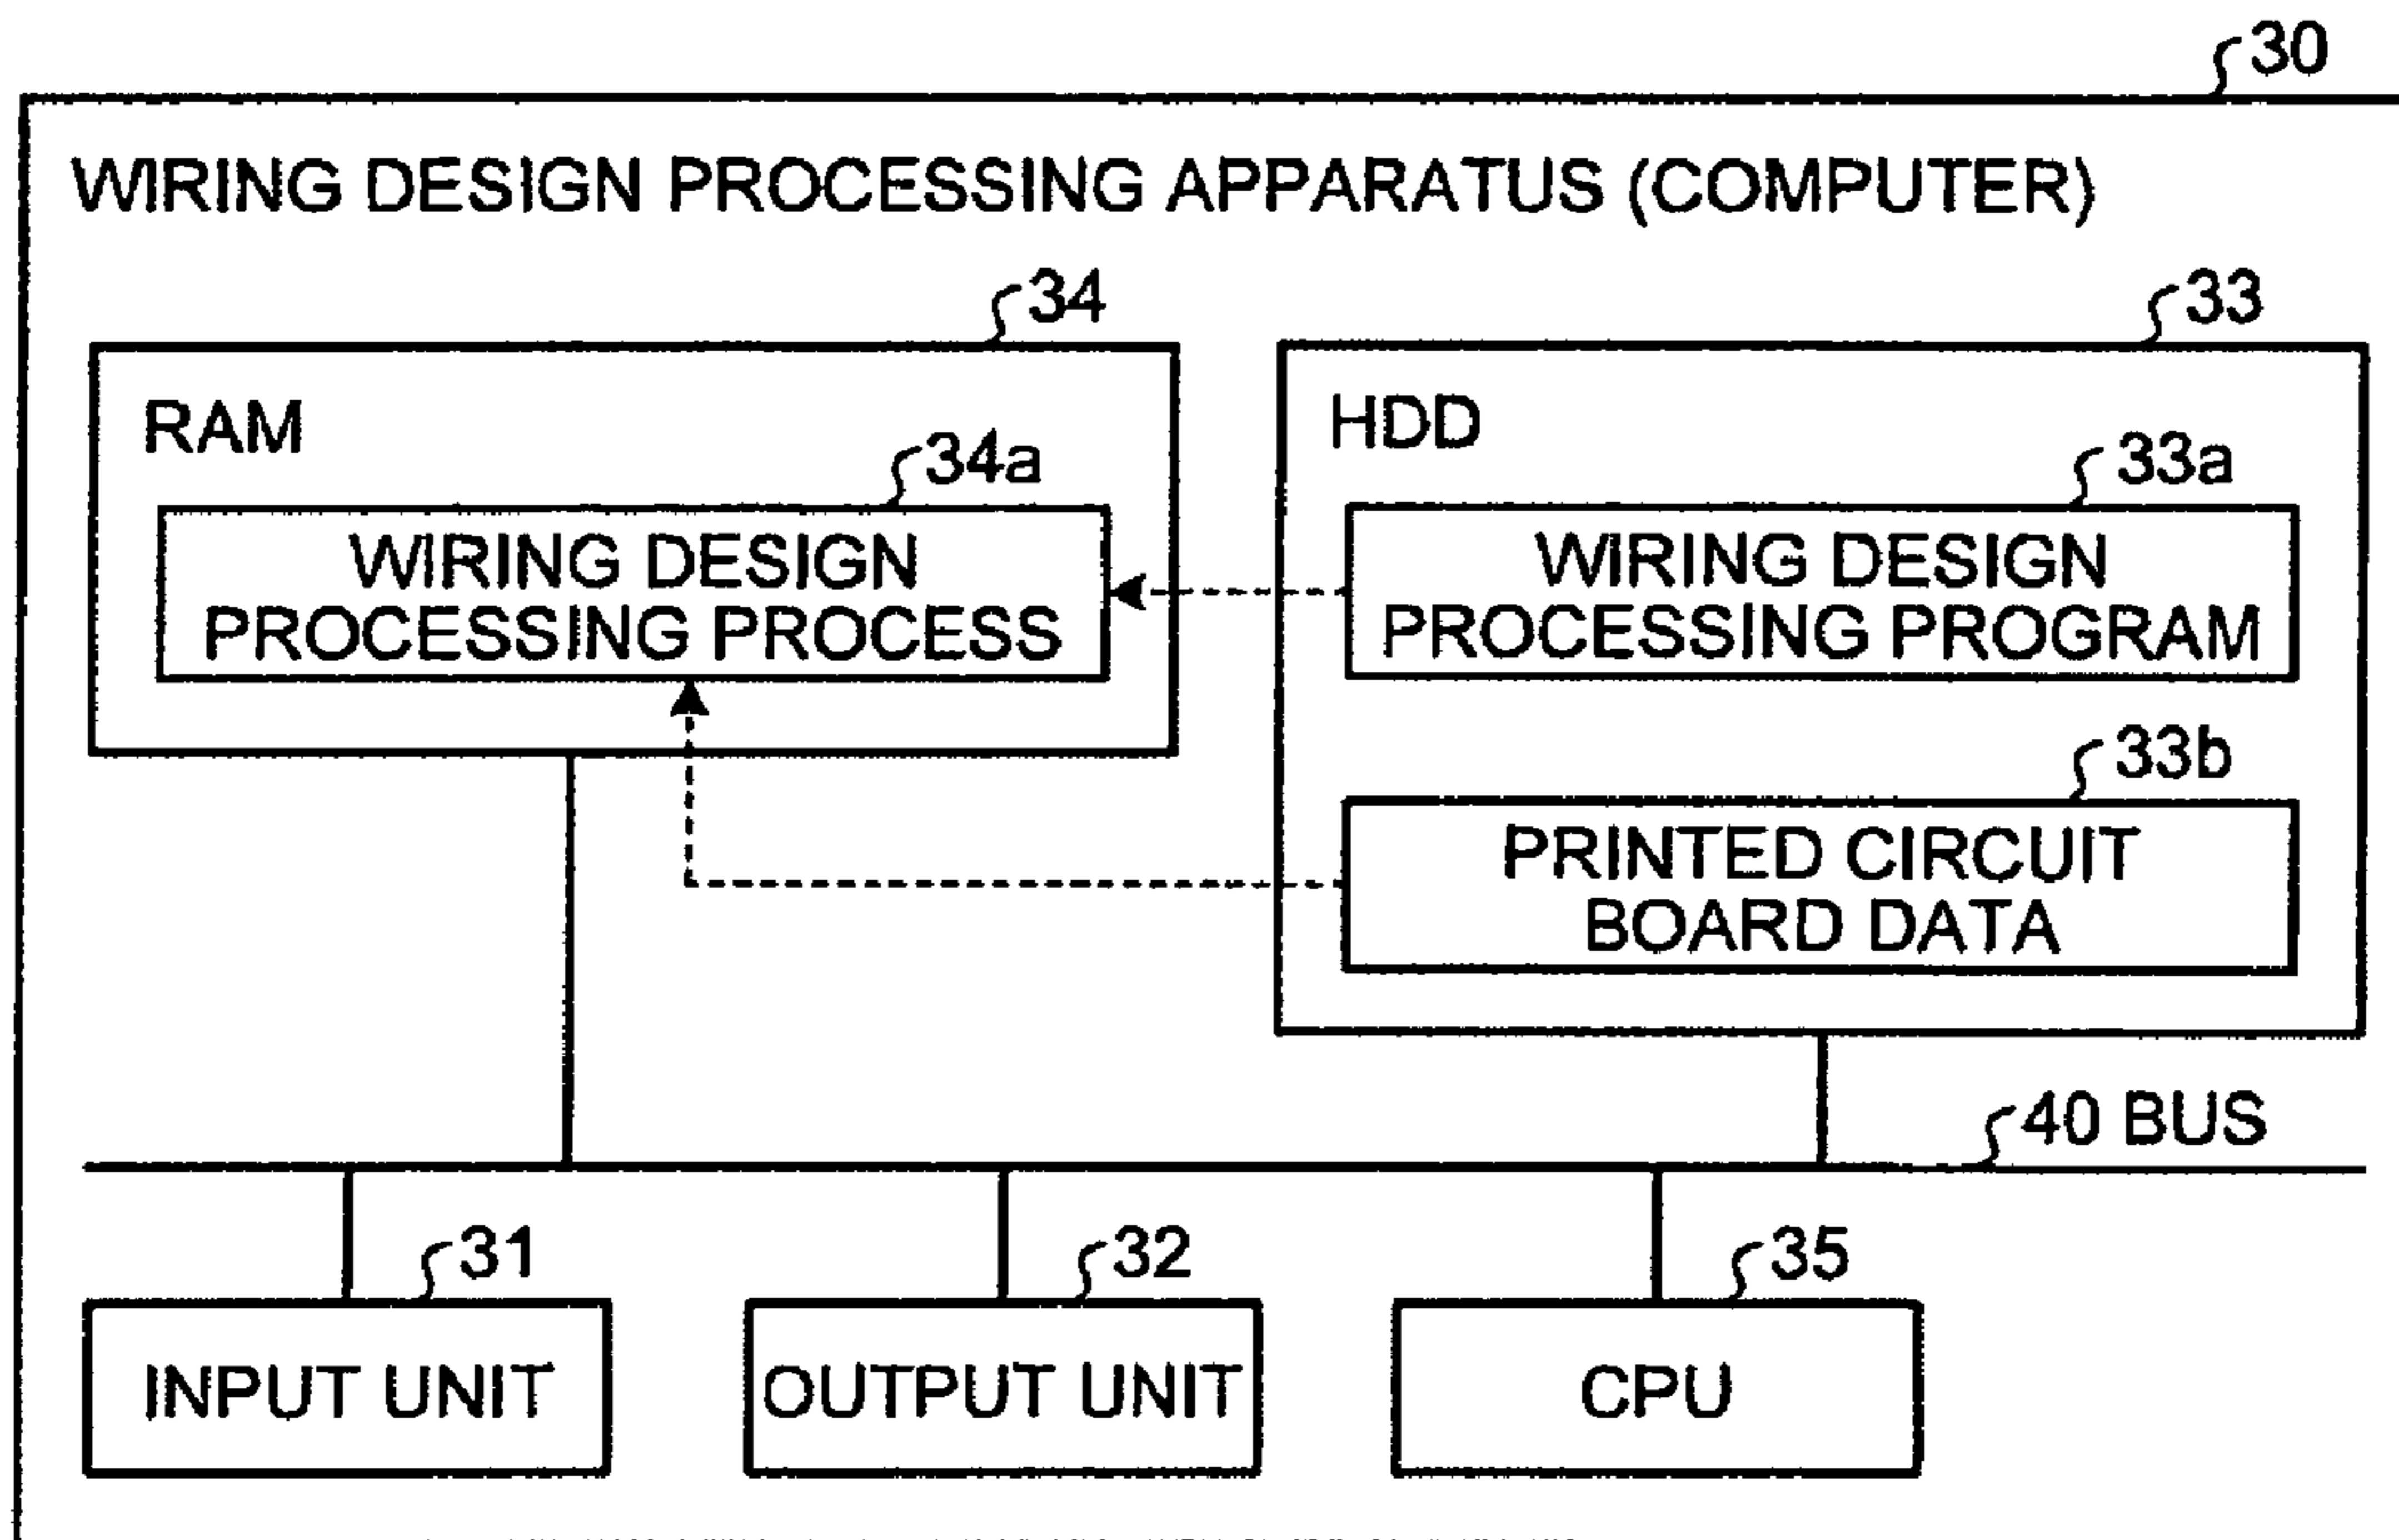 30
WIRING DESIGN PROCESSING APPARATUS (COMPUTER)
34
33
RAM
HDD
34a
33a
WIRING DESIGN
PROCESSING PROCESS
WIRING DESIGN
PROCESSING PROGRAM
33b
PRINTED CIRCUIT
BOARD DATA
40 BUS
31
32
35
INPUT UNIT
OUTPUT UNIT
CPU